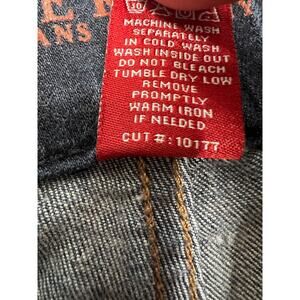 30
MACHINE WASH
SEPARATELY
IN COLD WASH
WASH INSIDE OUT
DO NOT BLEACH
TUMBLE DRY LOW
REMOVE
PROMPTLY
WARM IRON
IF NEEDED
CUT #: 10177